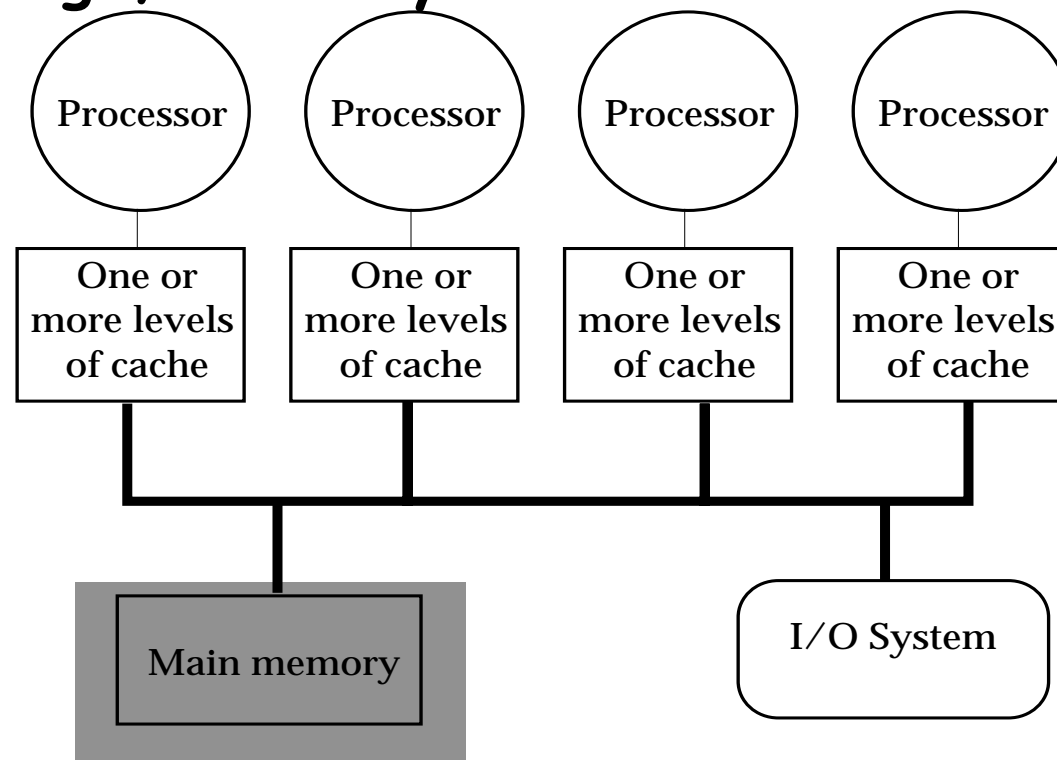 Processor Processor Processor Processor
One or One or One or One or
more levels more levels more levels more levels
of cache of cache of cache of cache
Main memory
I/O System